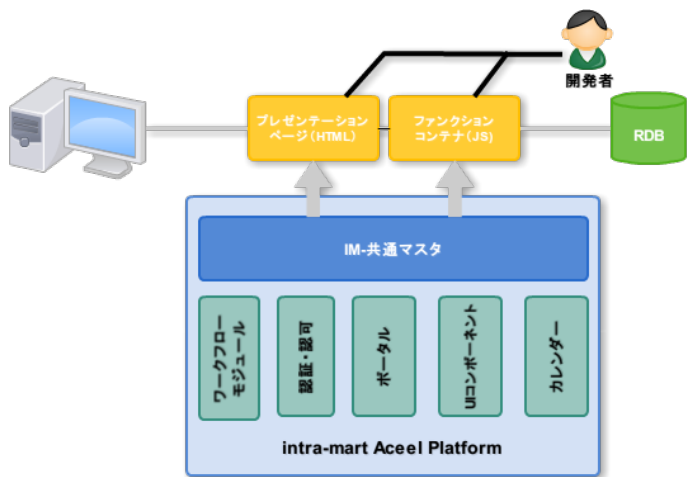 開発者
プレゼンテーション
ページ(HTML)
ファンクション
コンテナ(JS)
RDB
IM-共通マスタ
ワークフロー
モジュール
認証・認可
ポータル
UIコンポーネント
カレンダー
intra-mart Aceel Platform